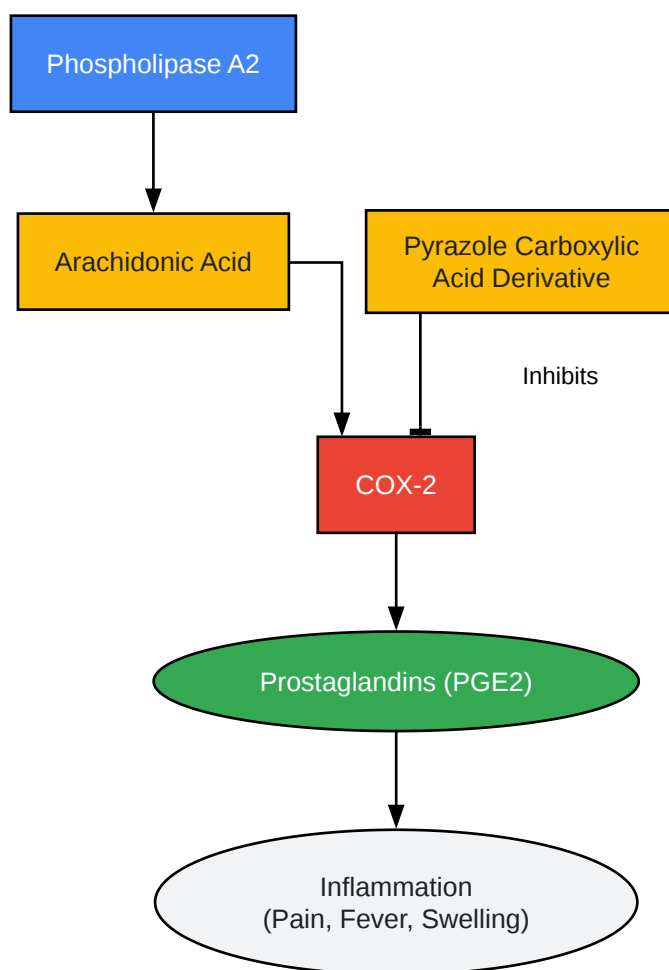 Phospholipase A2
Arachidonic Acid
Pyrazole Carboxylic
Acid Derivative
Inhibits
COX-2
Prostaglandins (PGE2)
Inflammation
(Pain, Fever, Swelling)